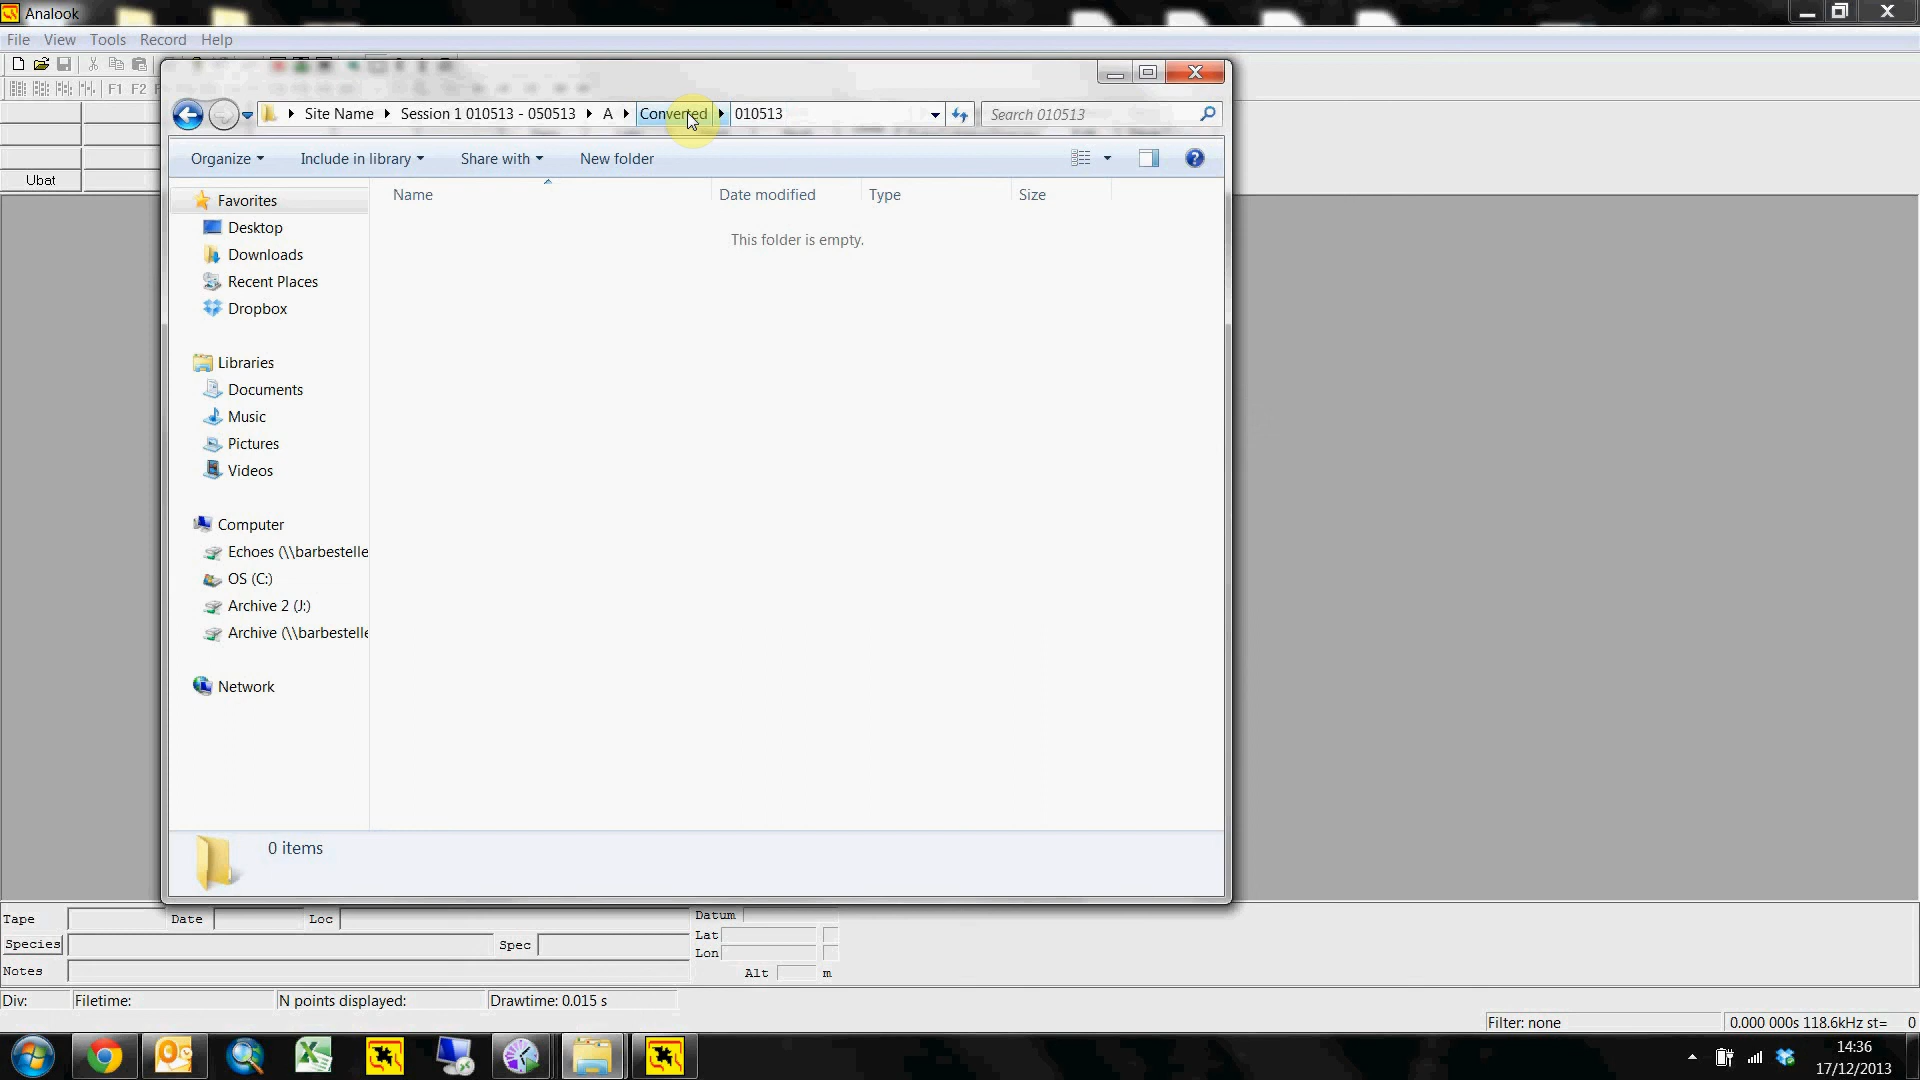 Analook
File View Tools Record Help
F1 F2
Site Name Session 1 010513 - 050513 A Converted 010513
Search 010513
Organize Include in library Share with New folder
Ubat
Name Date modified Type Size
This folder is empty.
Favorites
Desktop
Downloads
Recent Places
Dropbox
Libraries
Documents
Music
Pictures
Videos
Computer
Echoes (\\barbestelle
OS (C:)
Archive 2 (J:)
Archive (\\barbestelle
Network
0 items
Tape Date Loc Datum
Species Spec Lat
Lon
Notes Alt m
Div: Filetime: N points displayed: Drawtime: 0.015 s
Filter: none 0.000 000s 118.6kHz st= 0
14:36
17/12/2013